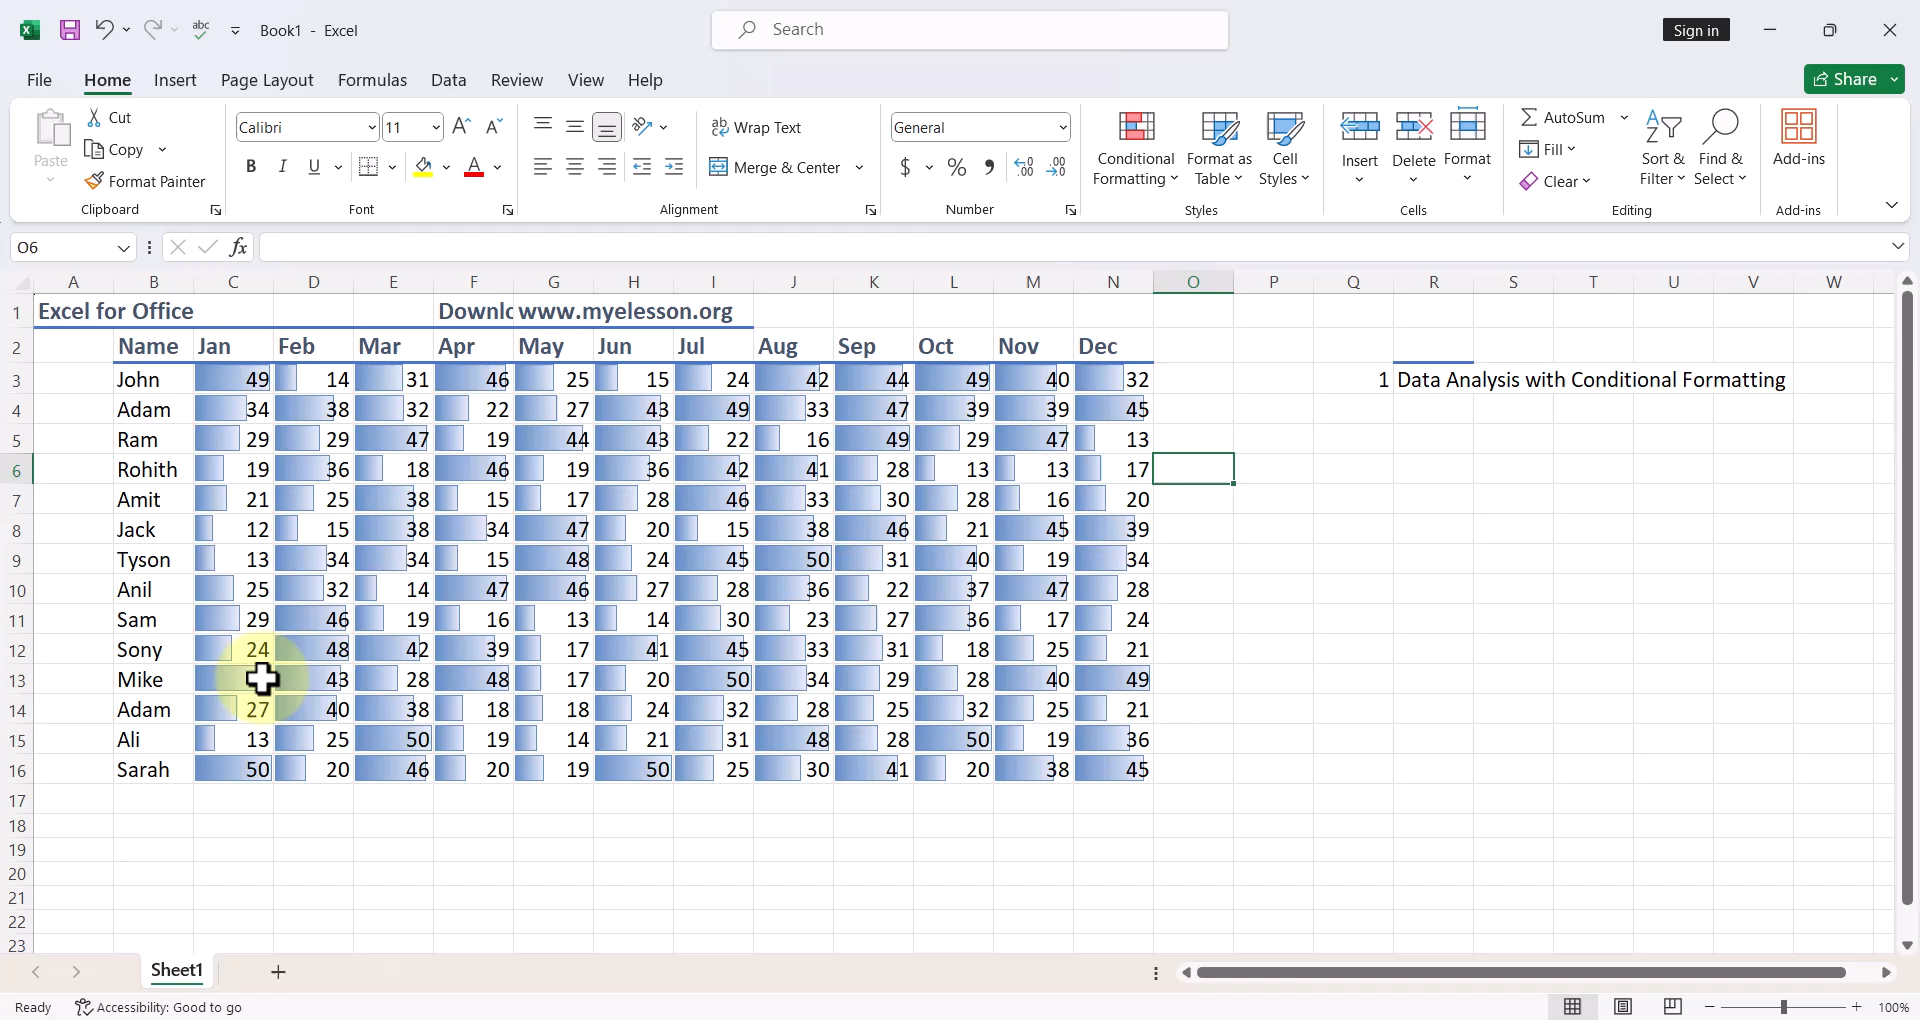 Book1 - Excel
Search
Sign in
File Home Insert Page Layout Formulas Data Review View Help
Share
Paste
Cut
Copy
Format Painter
Clipboard
Calibri 11
B I U
Font
Wrap Text
Merge & Center
Alignment
General
$ % ,
Number
Conditional Formatting
Format as Table
Cell Styles
Styles
Insert Delete Format
Cells
AutoSum
Fill
Clear
Sort & Filter
Find & Select
Editing
Add-ins
Add-ins
O6 fx
A B C D E F G H I J K L M N O P Q R S T U V W
1 Excel for Office www.myelesson.org
2 Name Jan Feb Mar Apr May Jun Jul Aug Sep Oct Nov Dec
3 John 49 14 31 46 25 15 24 42 44 49 40 32 1 Data Analysis with Conditional Formatting
4 Adam 34 38 32 22 27 43 49 33 47 39 39 45
5 Ram 29 29 47 19 44 43 22 16 49 29 47 13
6 Rohith 19 36 18 46 19 36 42 41 28 13 13 17
7 Amit 21 25 38 15 17 28 46 33 30 28 16 20
8 Jack 12 15 38 34 47 20 15 38 46 21 45 39
9 Tyson 13 34 34 15 48 24 45 50 31 40 19 34
10 Anil 25 32 14 47 46 27 28 36 22 37 47 28
11 Sam 29 46 19 16 13 14 30 23 27 36 17 24
12 Sony 24 48 42 39 17 41 45 33 31 18 25 21
13 Mike 43 28 48 17 20 50 34 29 28 40 49
14 Adam 27 40 38 18 18 24 32 28 25 32 25 21
15 Ali 13 25 50 19 14 21 31 48 28 50 19 36
16 Sarah 50 20 46 20 19 50 25 30 41 20 38 45
17
18
19
20
21
22
23
Sheet1
Ready Accessibility: Good to go 100%